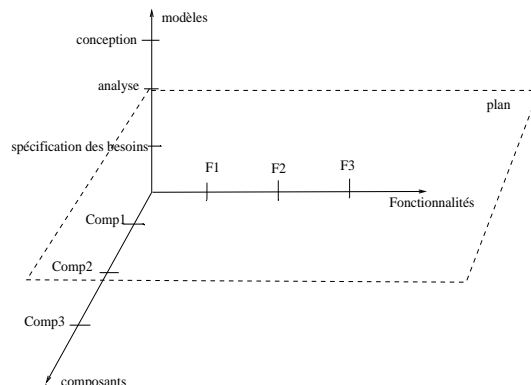 modèles
conception
analyse
plan
spécification des besoins
F1
F2
F3
Fonctionnalités
Comp1
Comp2
Comp3
composants